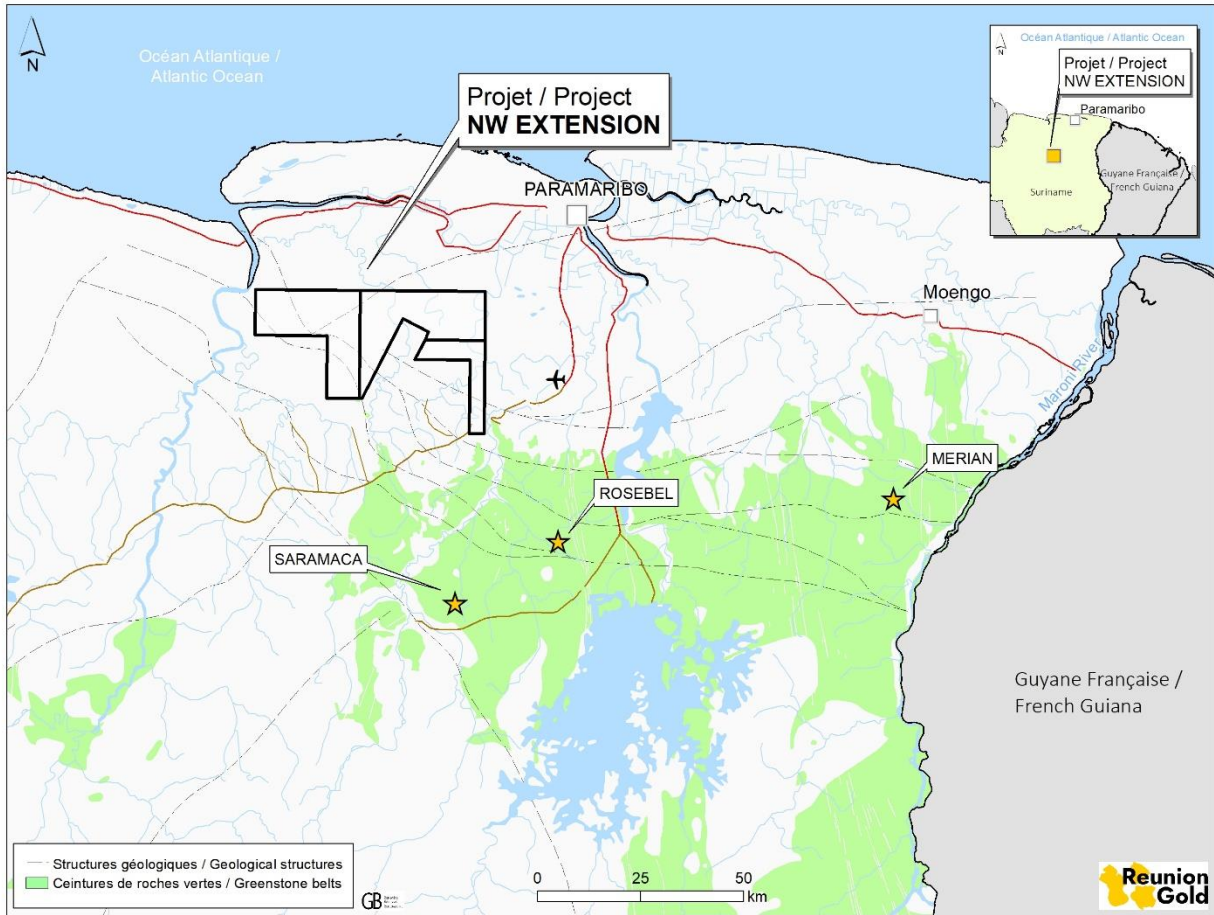 N
Océan Atlantique /
Atlantic Ocean
Projet / Project
NW EXTENSION
PARAMARIBO
Moengo
Maroni River
MERIAN
ROSEBEL
SARAMACA
Guyane Française /
French Guiana
Océan Atlantique / Atlantic Ocean
N
Projet / Project
NW EXTENSION
Paramaribo
Suriname
Guyane Française /
French Guiana
Structures géologiques / Geological structures
Ceintures de roches vertes / Greenstone belts
GB
0 25 50
km
Reunion
Gold